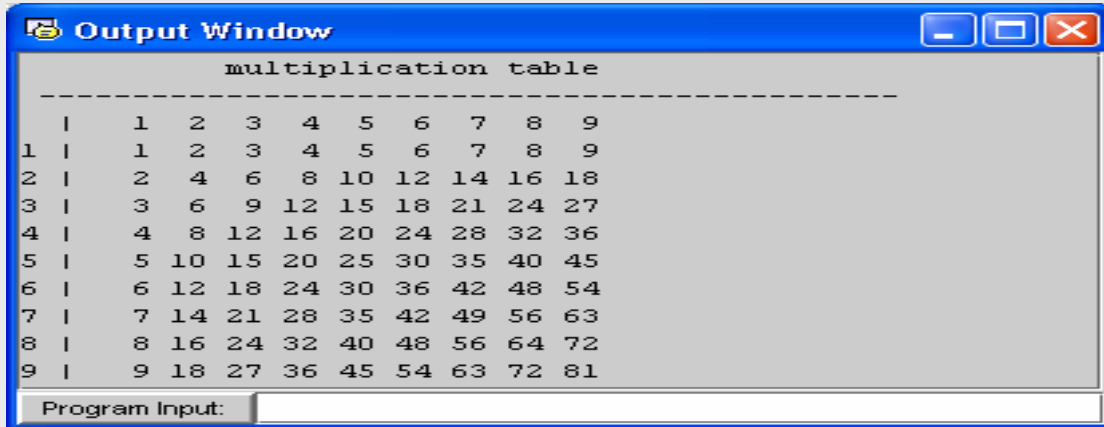 Output Window
multiplication table
-----------------------------------------------
| 1 2 3 4 5 6 7 8 9
1 | 1 2 3 4 5 6 7 8 9
2 | 2 4 6 8 10 12 14 16 18
3 | 3 6 9 12 15 18 21 24 27
4 | 4 8 12 16 20 24 28 32 36
5 | 5 10 15 20 25 30 35 40 45
6 | 6 12 18 24 30 36 42 48 54
7 | 7 14 21 28 35 42 49 56 63
8 | 8 16 24 32 40 48 56 64 72
9 | 9 18 27 36 45 54 63 72 81
Program Input: